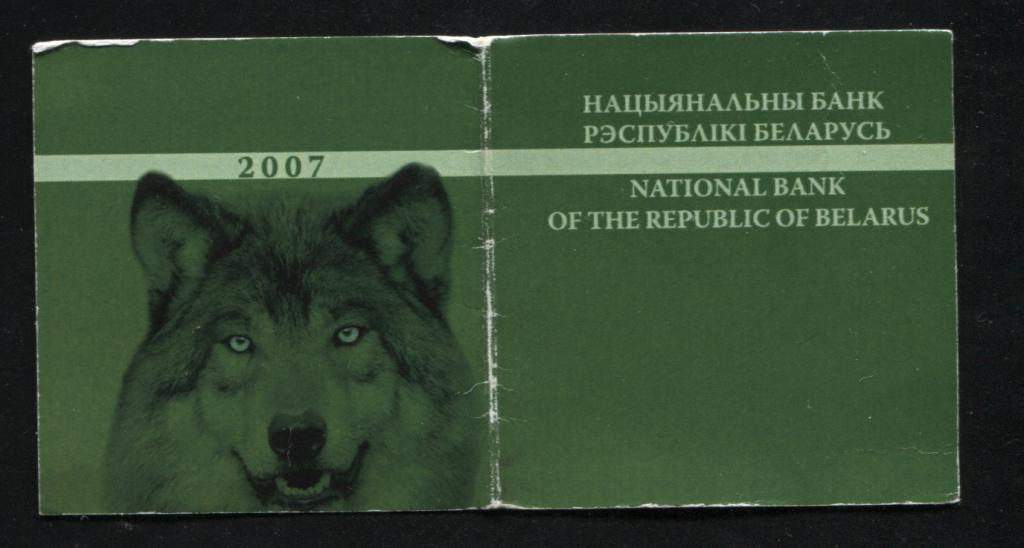 2007
НАЦЫЯНАЛЬНЫ БАНК
РЭСПУБЛІКІ БЕЛАРУСЬ
NATIONAL BANK
OF THE REPUBLIC OF BELARUS